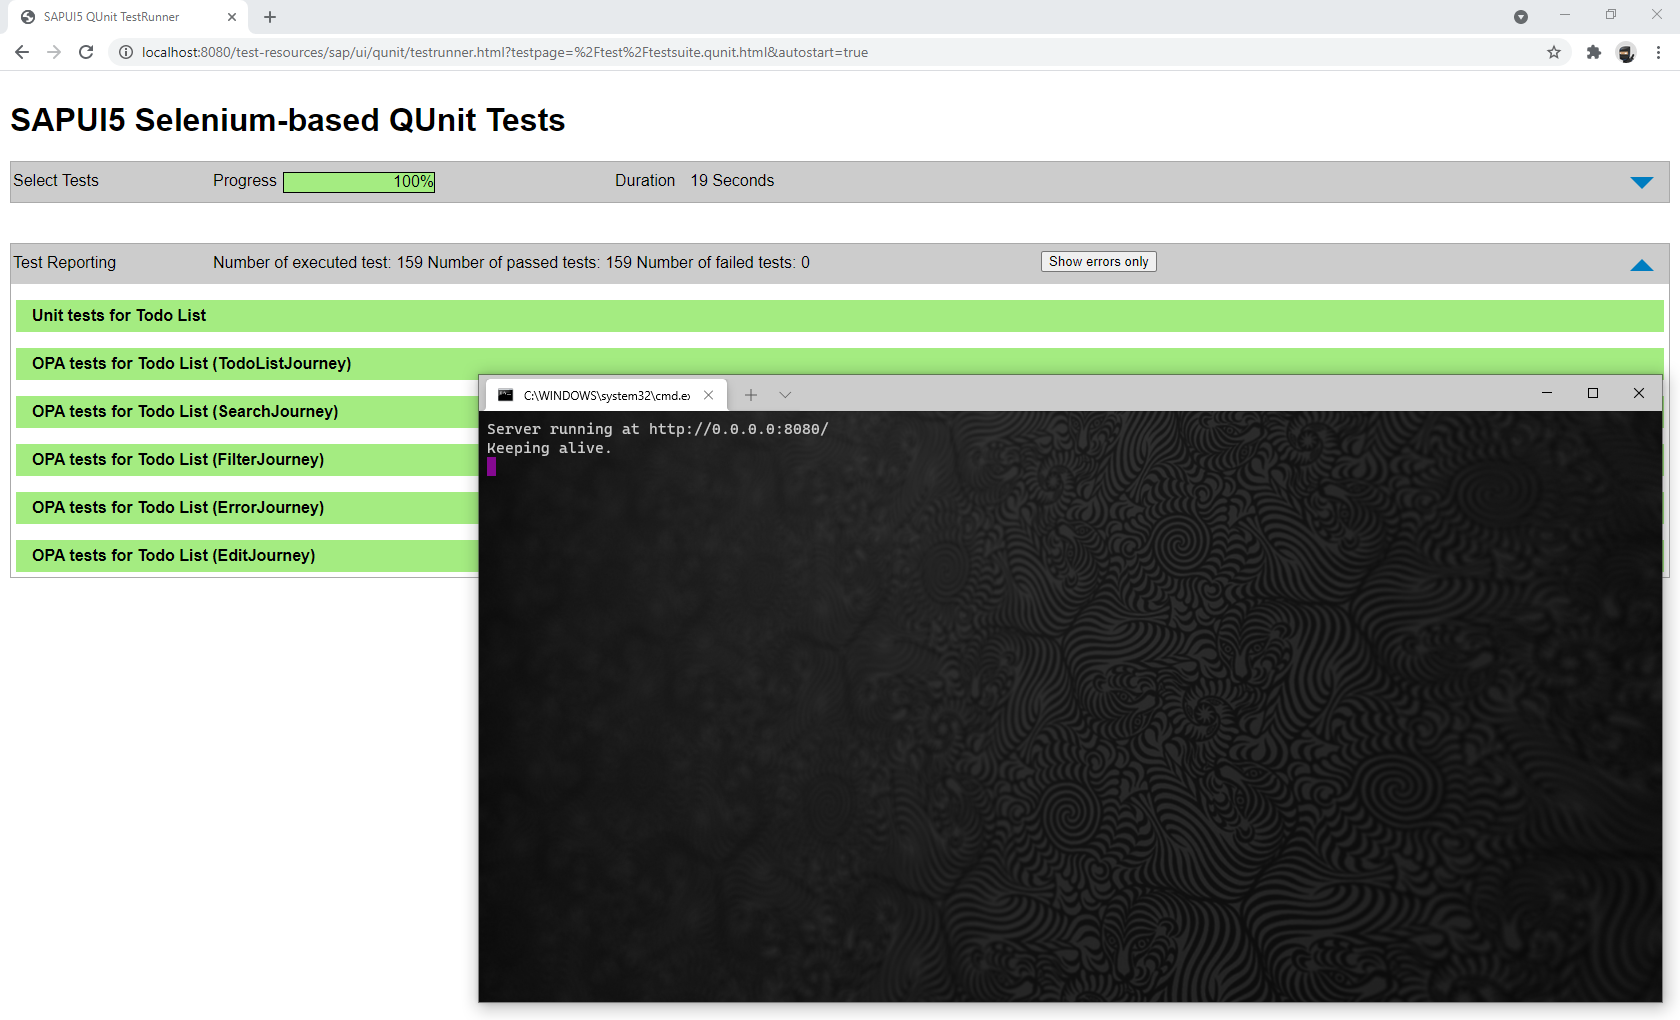 SAPUI5 QUnit TestRunner
localhost:8080/test-resources/sap/ui/qunit/testrunner.html?testpage=%2Ftest%2Ftestsuite.qunit.html&autostart=true
SAPUI5 Selenium-based QUnit Tests
Select Tests Progress 100% Duration 19 Seconds
Test Reporting Number of executed test: 159 Number of passed tests: 159 Number of failed tests: 0 Show errors only
Unit tests for Todo List
OPA tests for Todo List (TodoListJourney)
OPA tests for Todo List (SearchJourney)
OPA tests for Todo List (FilterJourney)
OPA tests for Todo List (ErrorJourney)
OPA tests for Todo List (EditJourney)
C:\WINDOWS\system32\cmd.ex
Server running at http://0.0.0.0:8080/
Keeping alive.